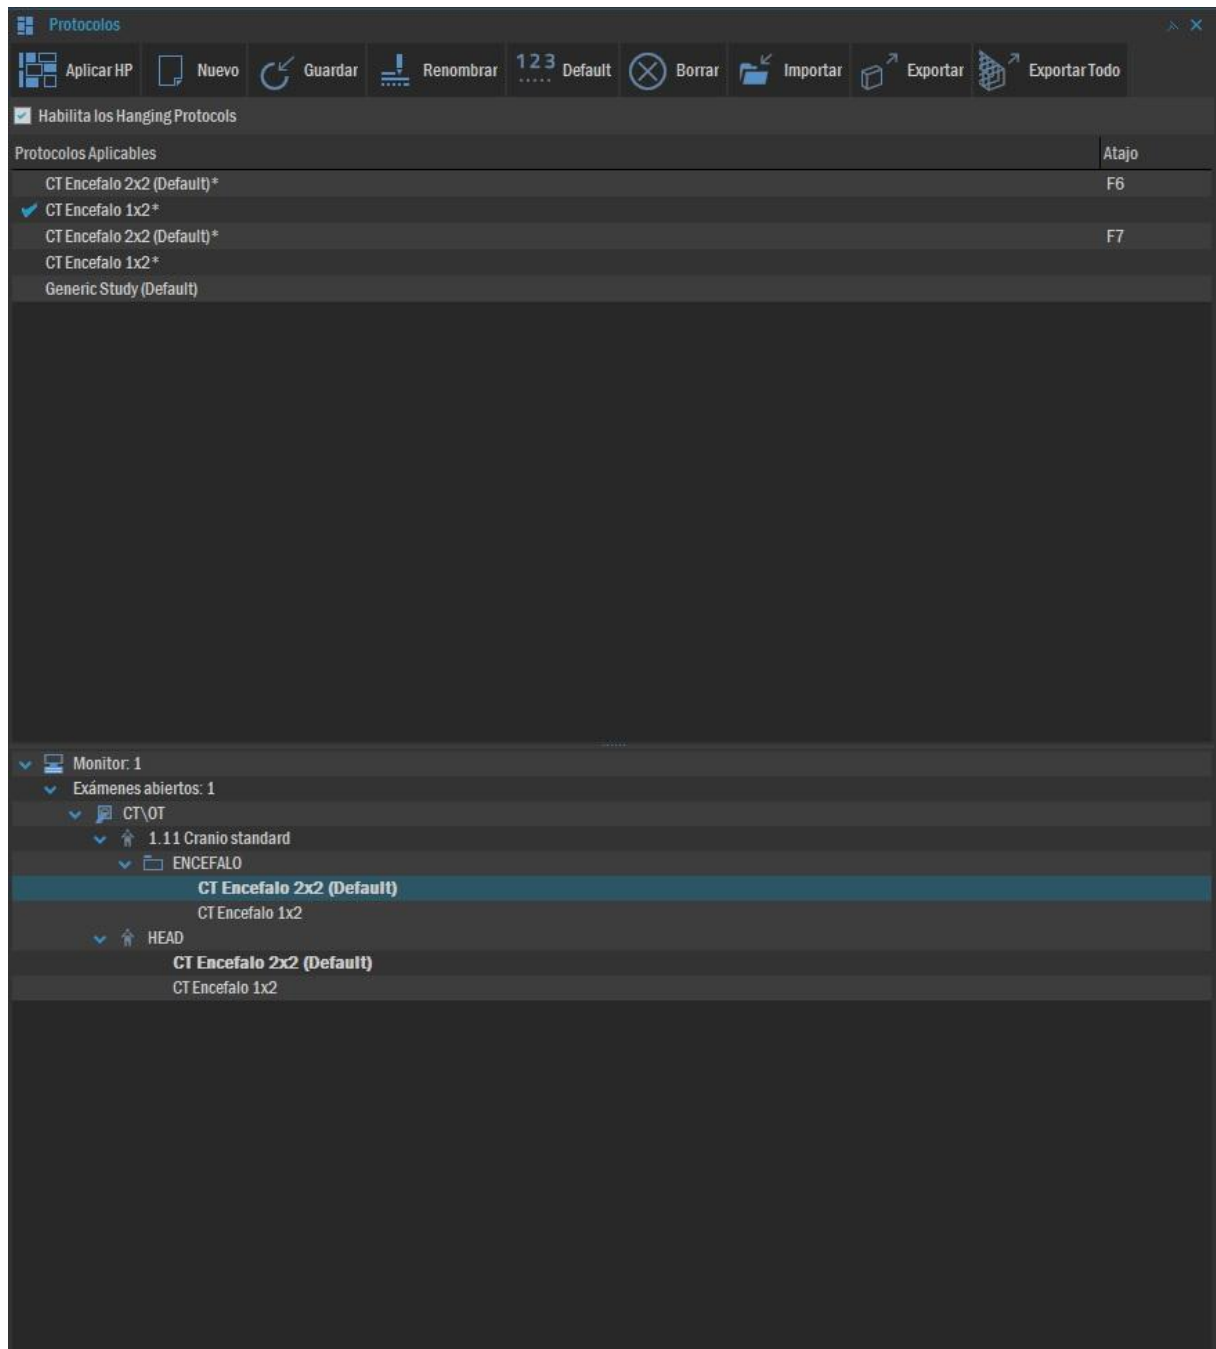 Protocolos
Aplicar HP Nuevo Guardar Renombrar 123 Default Borrar Importar Exportar Exportar Todo
Habilita los Hanging Protocols
Protocolos Aplicables Atajo
CT Encefalo 2x2 (Default)* F6
CT Encefalo 1x2*
CT Encefalo 2x2 (Default)* F7
CT Encefalo 1x2*
Generic Study (Default)
Monitor: 1
Exámenes abiertos: 1
CT\OT
1.11 Cranio standard
ENCEFALO
CT Encefalo 2x2 (Default)
CT Encefalo 1x2
HEAD
CT Encefalo 2x2 (Default)
CT Encefalo 1x2